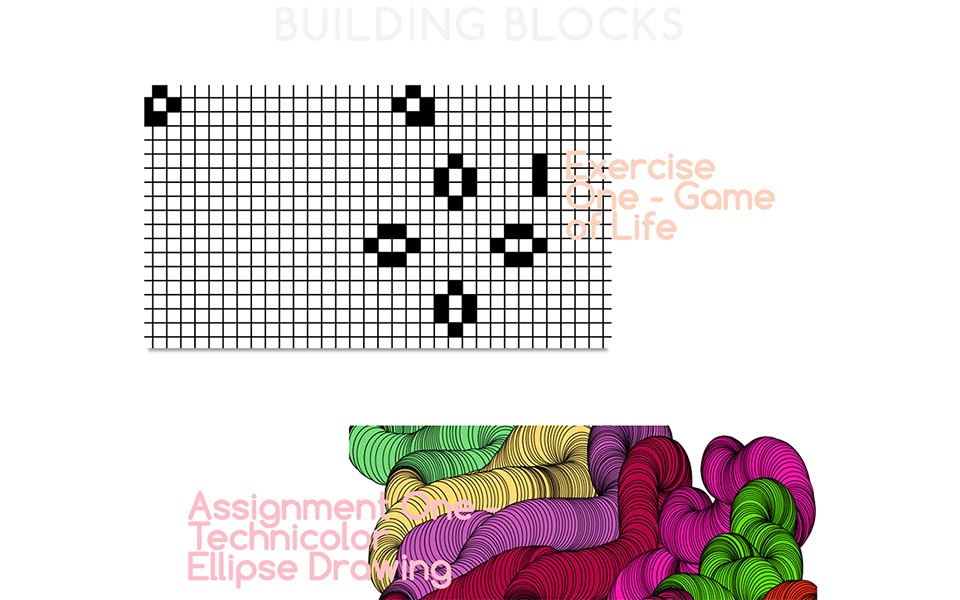 BUILDING BLOCKS
Exercise
One - Game
of Life
Assignment One -
Technicolor
Ellipse Drawing